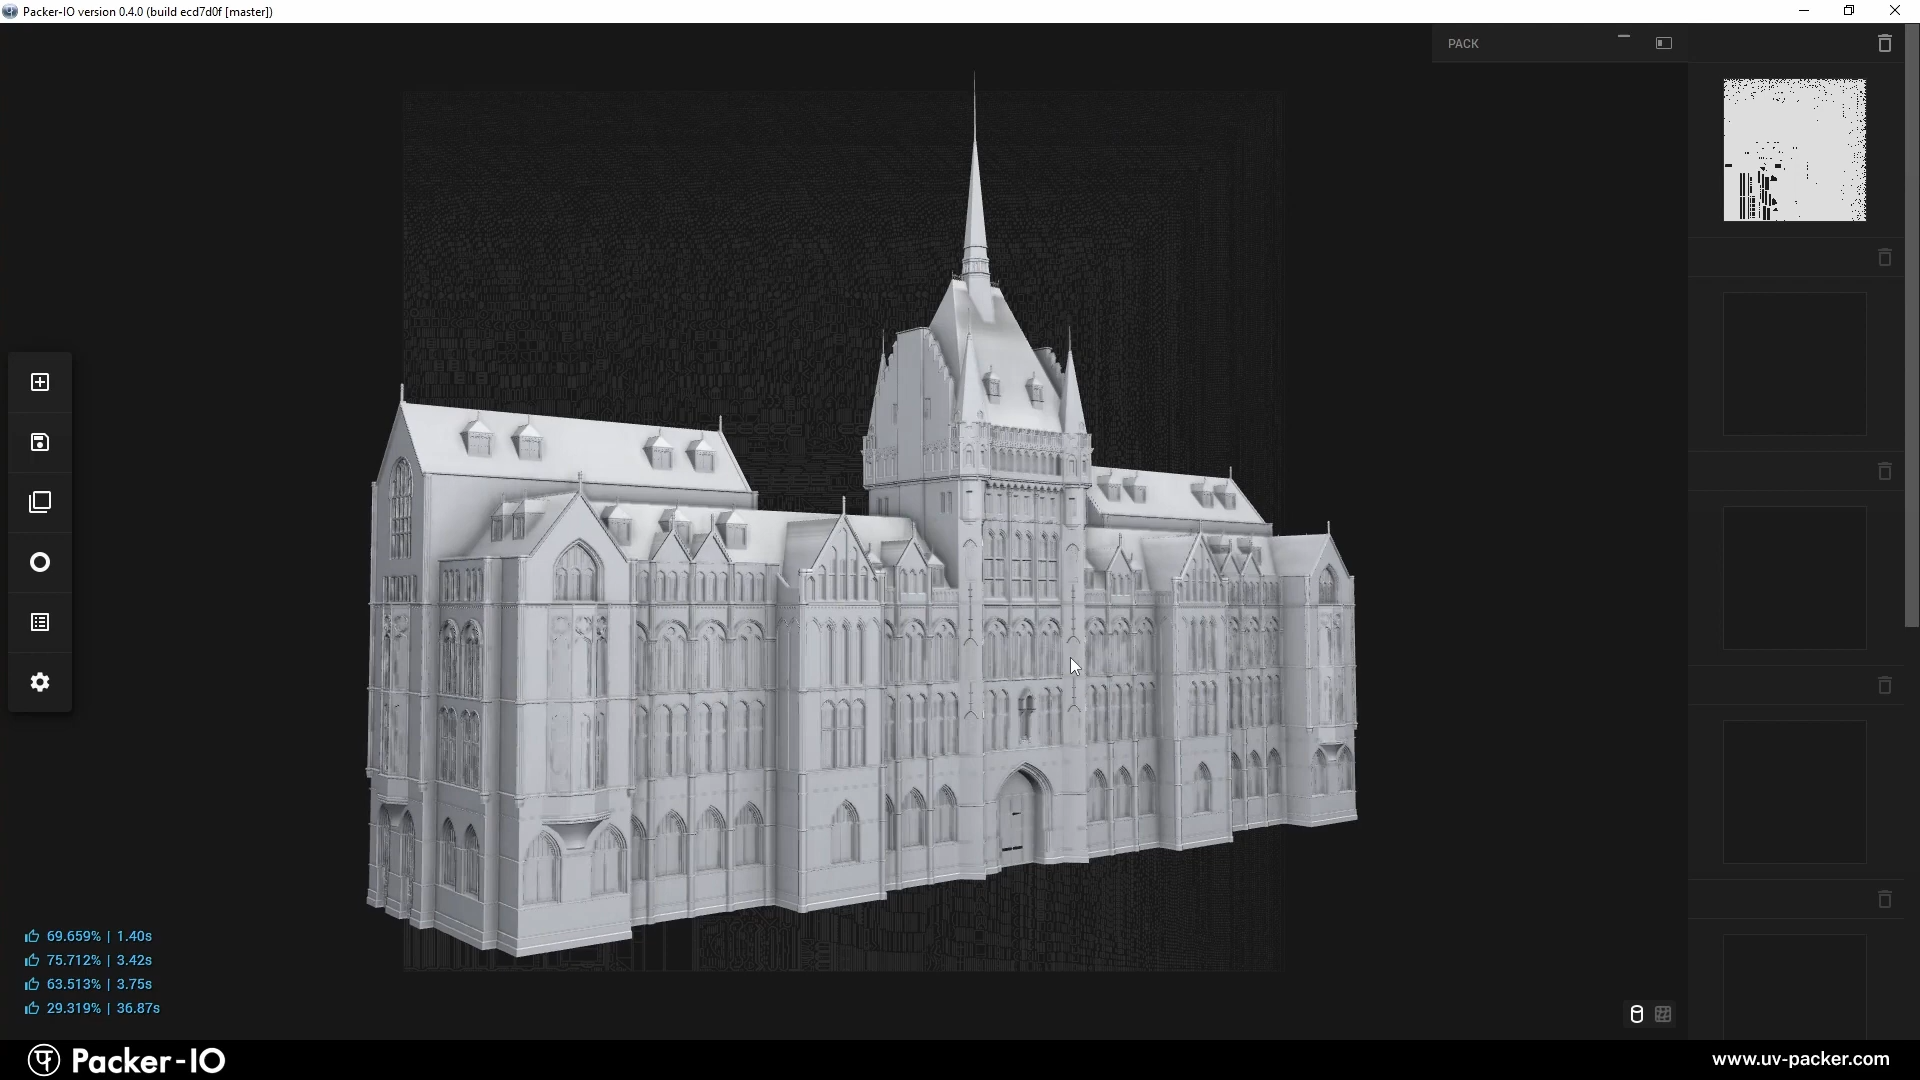 Packer-IO version 0.4.0 (build ecd7d0f [master])
PACK
69.659% | 1.40s
75.712% | 3.42s
63.513% | 3.75s
29.319% | 36.87s
Packer-IO
www.uv-packer.com